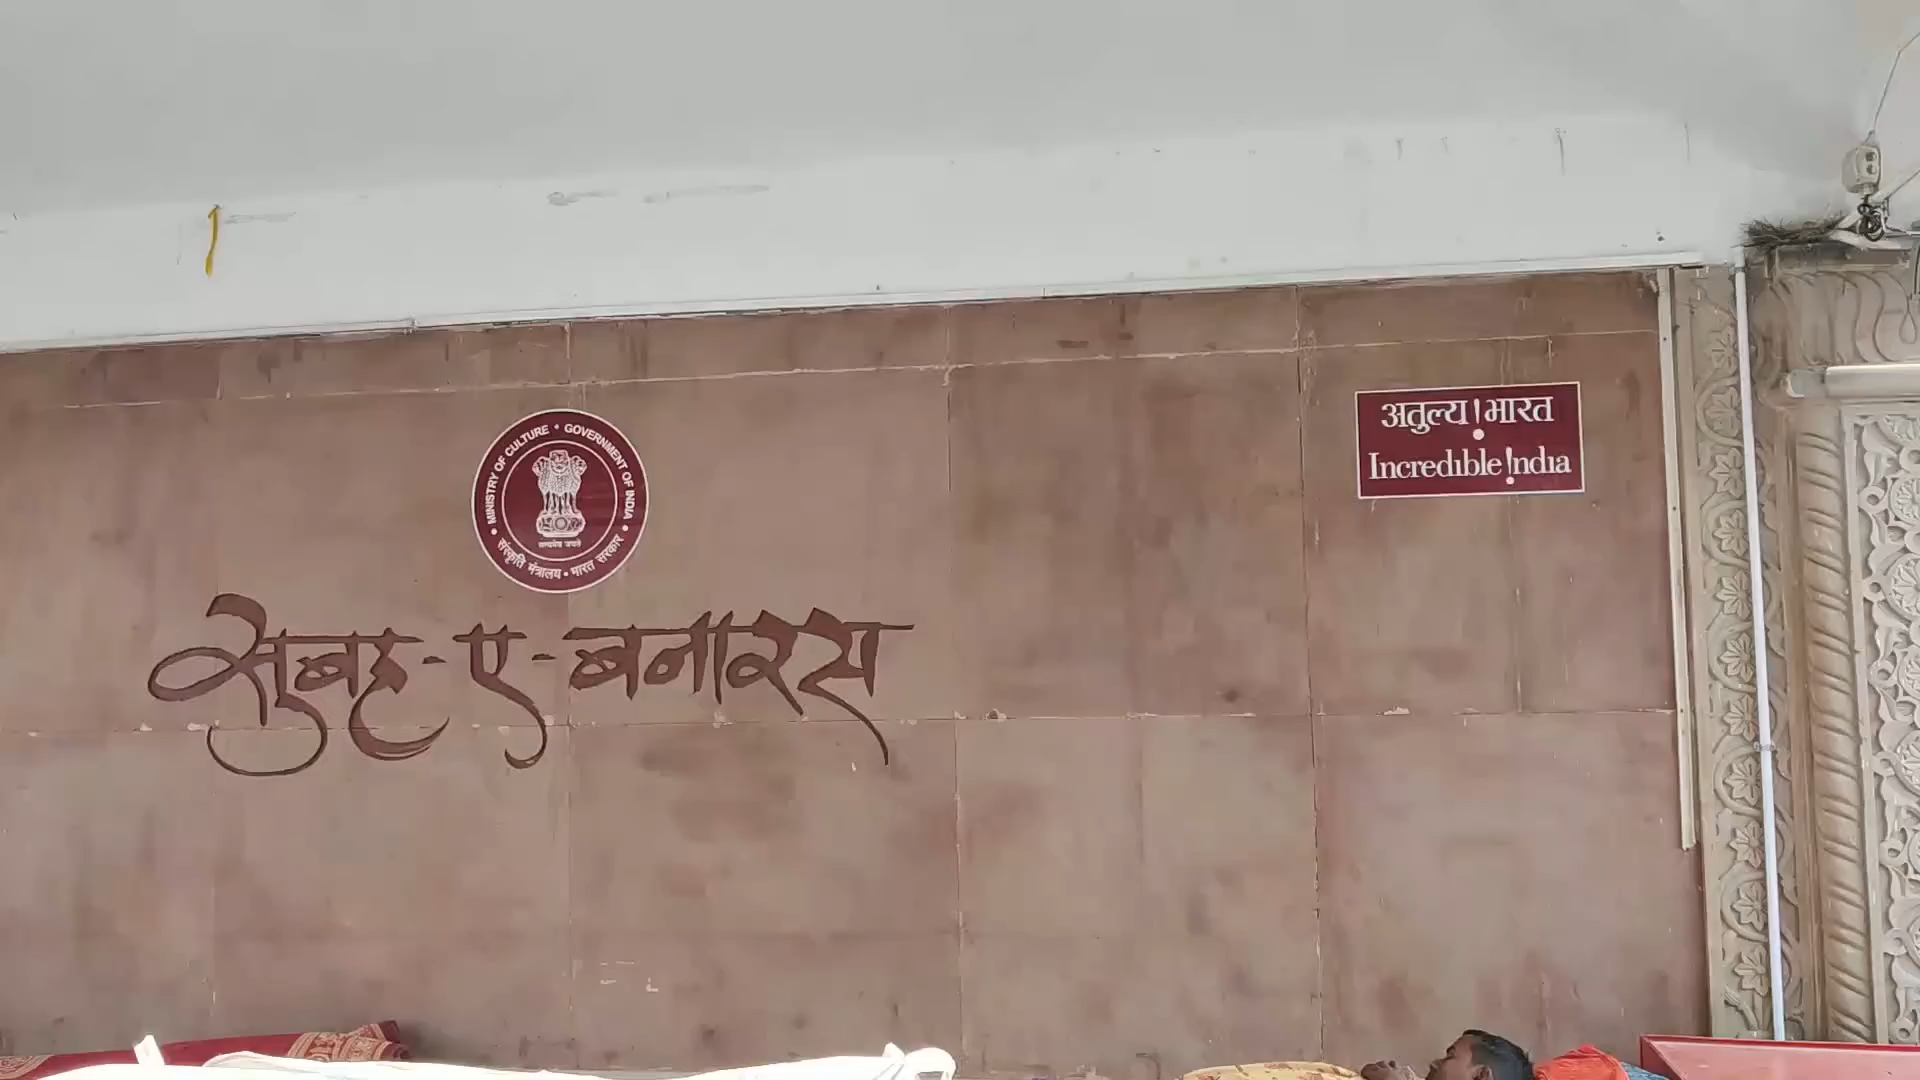 MINISTRY OF CULTURE • GOVERNMENT OF INDIA
सत्यमेव जयते
• संस्कृति मंत्रालय • भारत सरकार •
सुबह-ए-बनारस
अतुल्य!भारत
Incredible!ndia